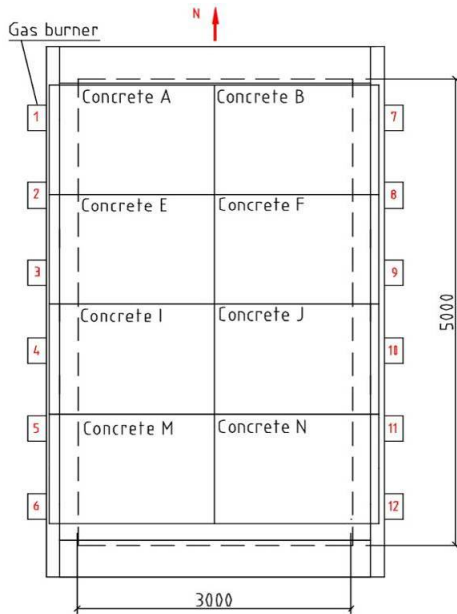 N
Gas burner
Concrete A
Concrete B
1
7
2
8
Concrete E
Concrete F
3
9
Concrete I
Concrete J
5000
4
10
Concrete M
Concrete N
5
11
6
12
3000